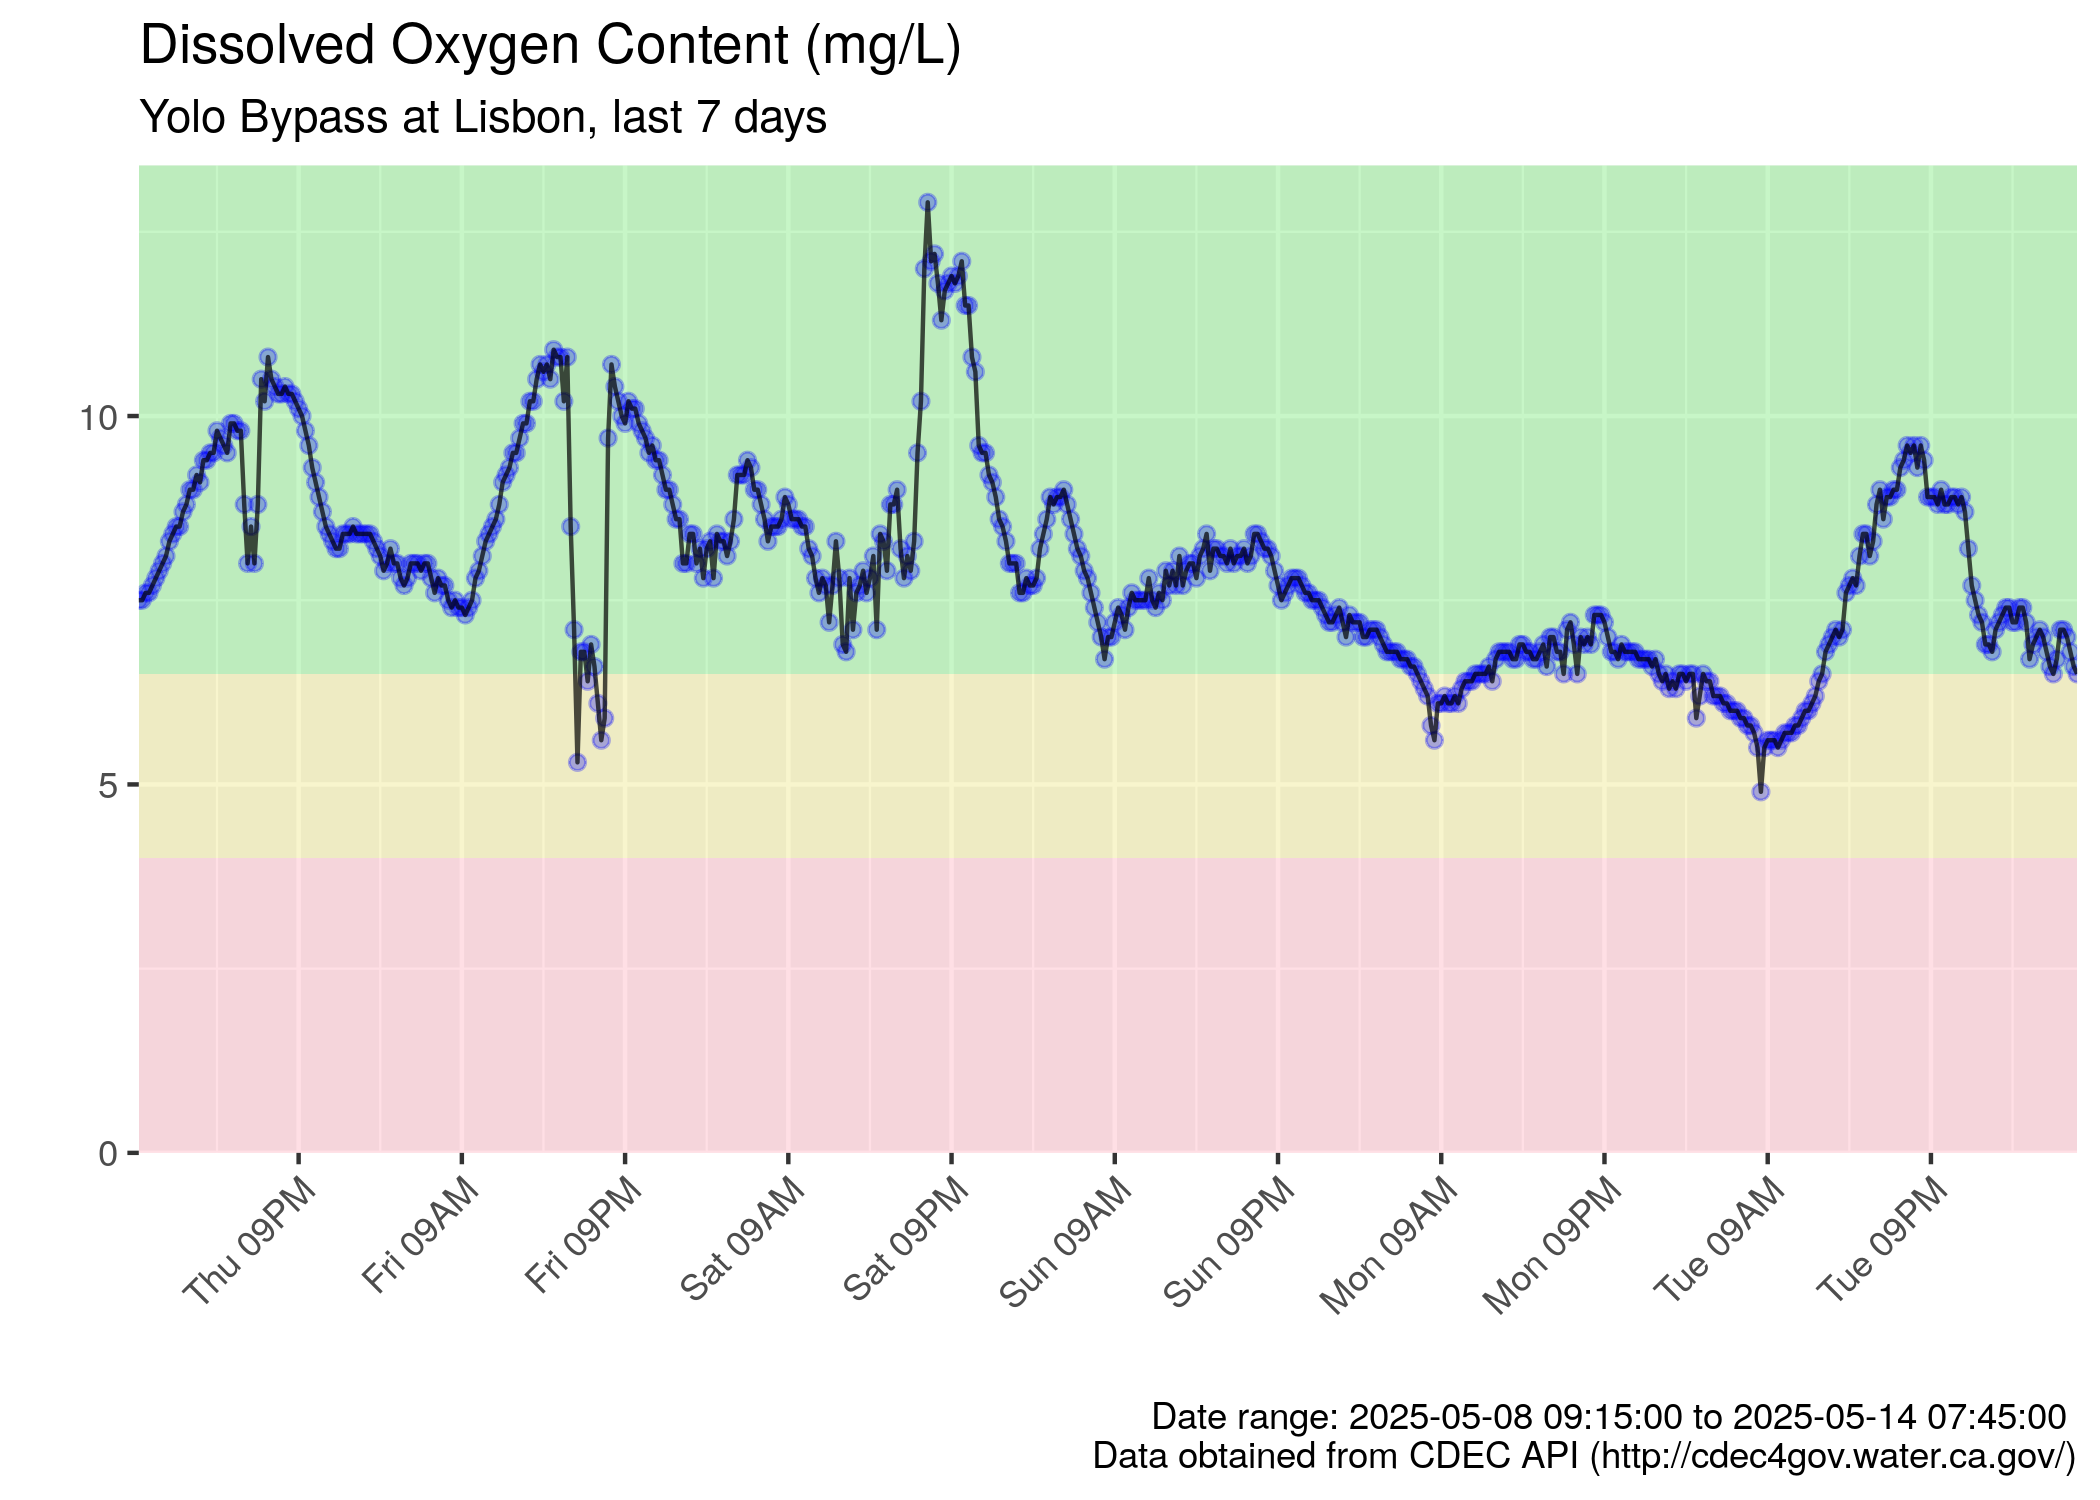 Dissolved Oxygen Content (mg/L)
Yolo Bypass at Lisbon, last 7 days
10
5
0
Thu 09PM
Fri 09AM
Fri 09PM
Sat 09AM
Sat 09PM
Sun 09AM
Sun 09PM
Mon 09AM
Mon 09PM
Tue 09AM
Tue 09PM
Date range: 2025-05-08 09:15:00 to 2025-05-14 07:45:00
Data obtained from CDEC API (http://cdec4gov.water.ca.gov/)